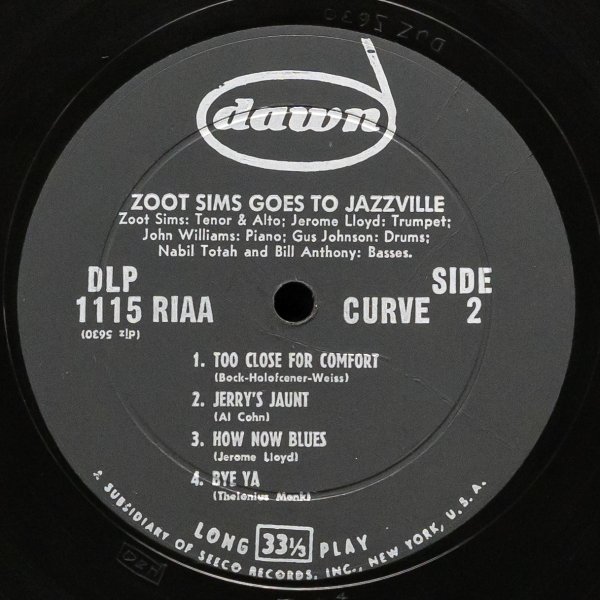 dawn
ZOOT SIMS GOES TO JAZZVILLE
Zoot Sims: Tenor & Alto; Jerome Lloyd: Trumpet;
John Williams: Piano; Gus Johnson: Drums;
Nabil Totah and Bill Anthony: Basses.
DLP SIDE
1115 RIAA CURVE 2
1. TOO CLOSE FOR COMFORT
(Bock-Holofcener-Weiss)
2. JERRY'S JAUNT
(Al Cohn)
3. HOW NOW BLUES
(Jerome Lloyd)
4. BYE YA
(Thelonius Monk)
LONG 33⅓ PLAY
A SUBSIDIARY OF SEECO RECORDS, INC., NEW YORK, U.S.A.